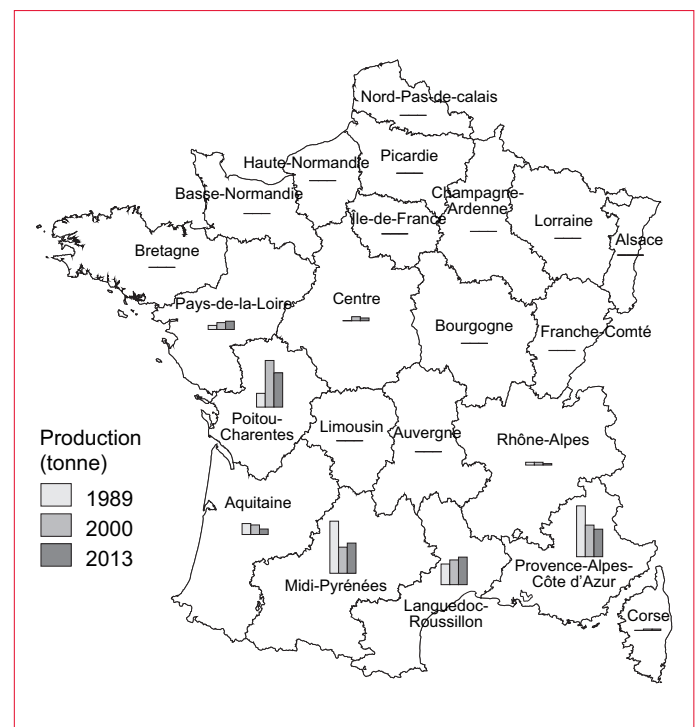 Nord-Pas-de-calais
Haute-Normandie
Picardie
Basse-Normandie
Champagne-
Ardenne
Île-de-France
Lorraine
Alsace
Bretagne
Pays-de-la-Loire
Centre
Bourgogne
Franche-Comté
Poitou-
Charentes
Limousin
Auvergne
Rhône-Alpes
Production
(tonne)
1989
2000
2013
Aquitaine
Midi-Pyrénées
Languedoc-
Roussillon
Provence-Alpes-
Côte d'Azur
Corse